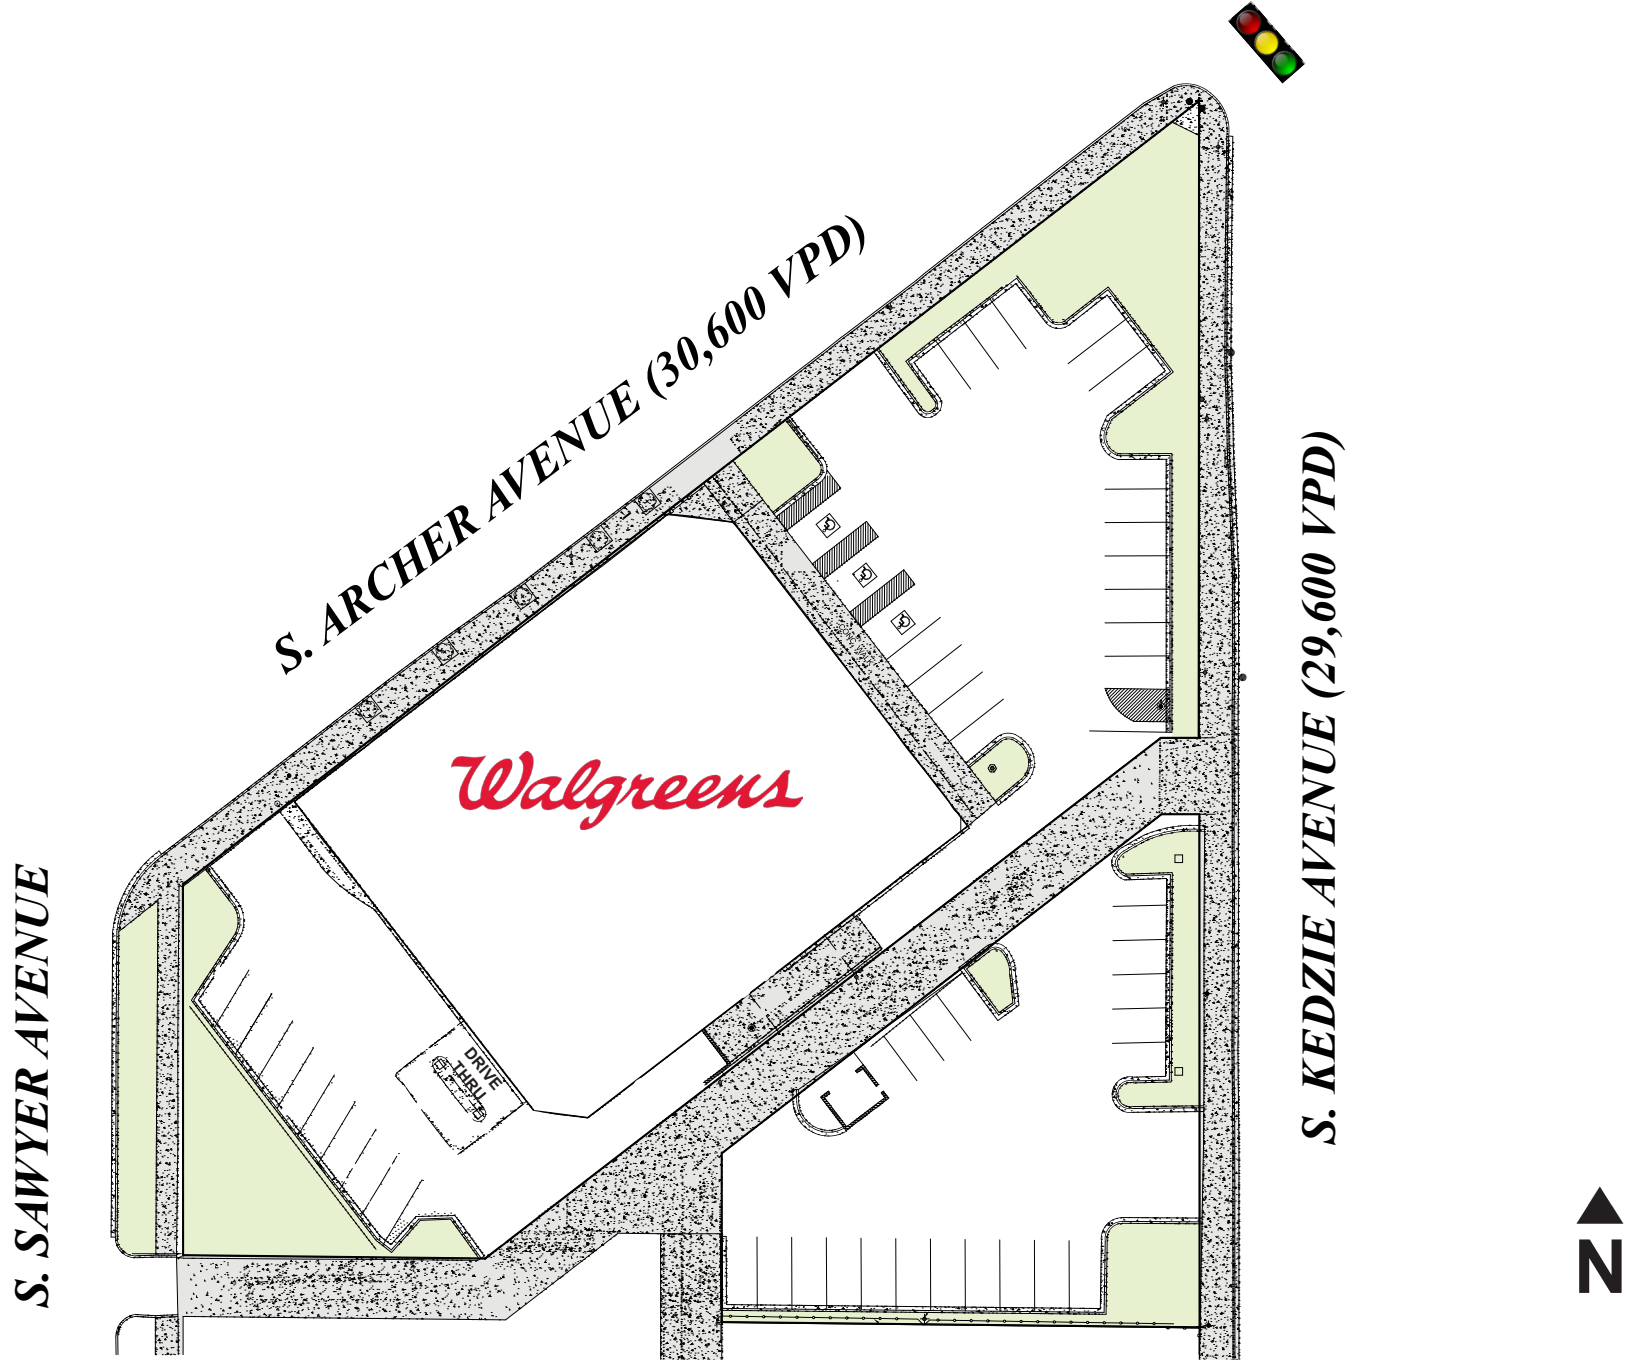 S. ARCHER AVENUE (30,600 VPD)
Walgreens
DRIVE
THRU
S. SAWYER AVENUE
S. KEDZIE AVENUE (29,600 VPD)
N